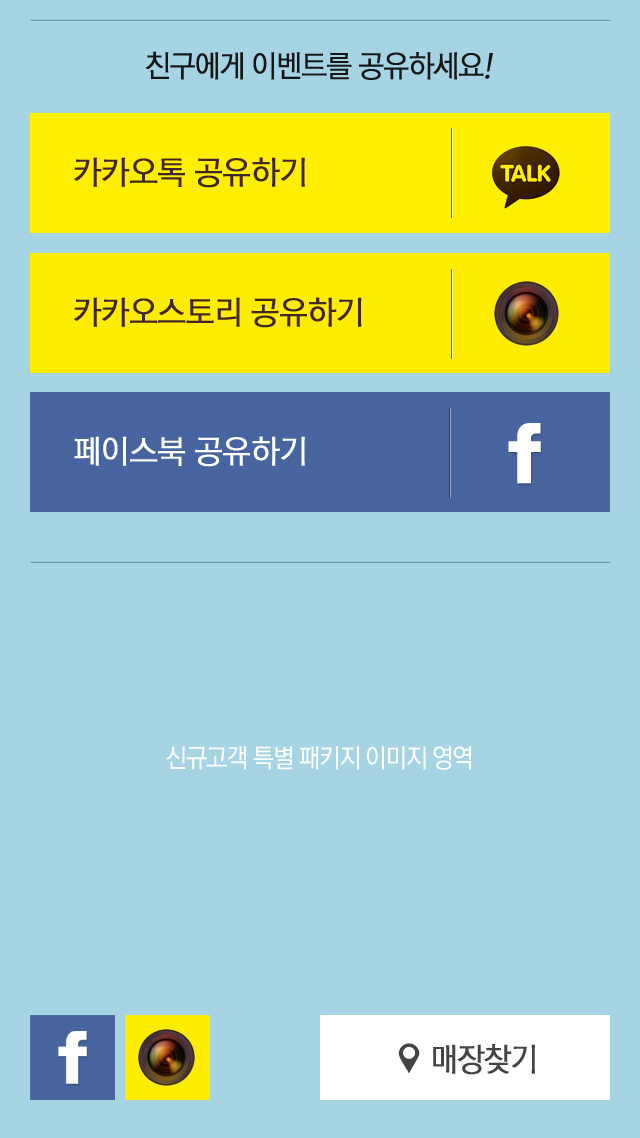 친구에게 이벤트를 공유하세요!
카카오톡 공유하기
TALK
카카오스토리 공유하기
페이스북 공유하기
f
신규고객 특별 패키지 이미지 영역
f
매장찾기